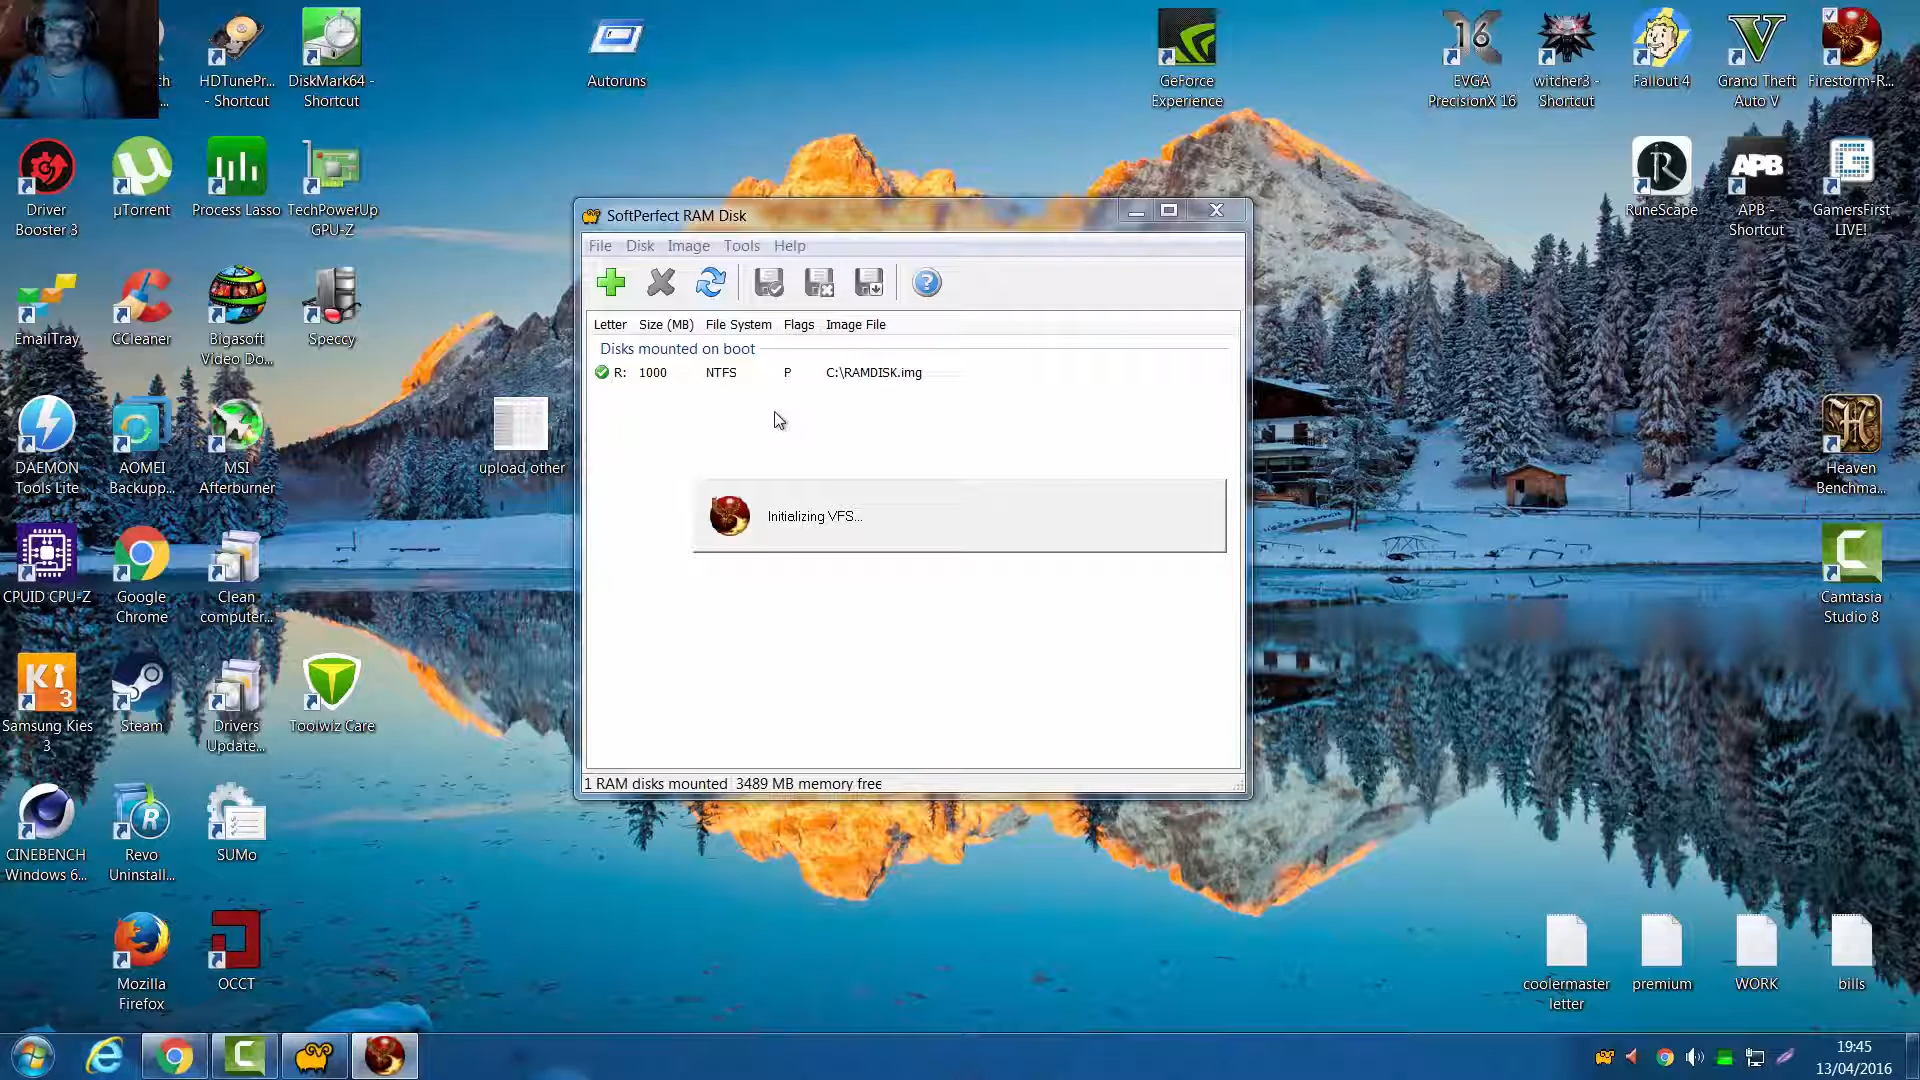 HDTunePr...
- Shortcut
DiskMark64 -
Shortcut
Autoruns
GeForce
Experience
EVGA
PrecisionX 16
witcher3 -
Shortcut
Fallout 4
Grand Theft
Auto V
Firestorm-R...
Driver
Booster 3
µTorrent
Process Lasso
TechPowerUp
GPU-Z
RuneScape
APB -
Shortcut
GamersFirst
LIVE!
SoftPerfect RAM Disk
File Disk Image Tools Help
Letter Size (MB) File System Flags Image File
Disks mounted on boot
R: 1000 NTFS P C:\RAMDISK.img
Initializing VFS...
1 RAM disks mounted 3489 MB memory free
EmailTray
CCleaner
Bigasoft
Video Do...
Speccy
DAEMON
Tools Lite
AOMEI
Backupp...
MSI
Afterburner
upload other
Heaven
Benchma...
CPUID CPU-Z
Google
Chrome
Clean
computer...
Camtasia
Studio 8
Samsung Kies
3
Steam
Drivers
Update...
Toolwiz Care
CINEBENCH
Windows 6...
Revo
Uninstall...
SUMo
Mozilla
Firefox
OCCT
coolermaster
letter
premium
WORK
bills
19:45
13/04/2016